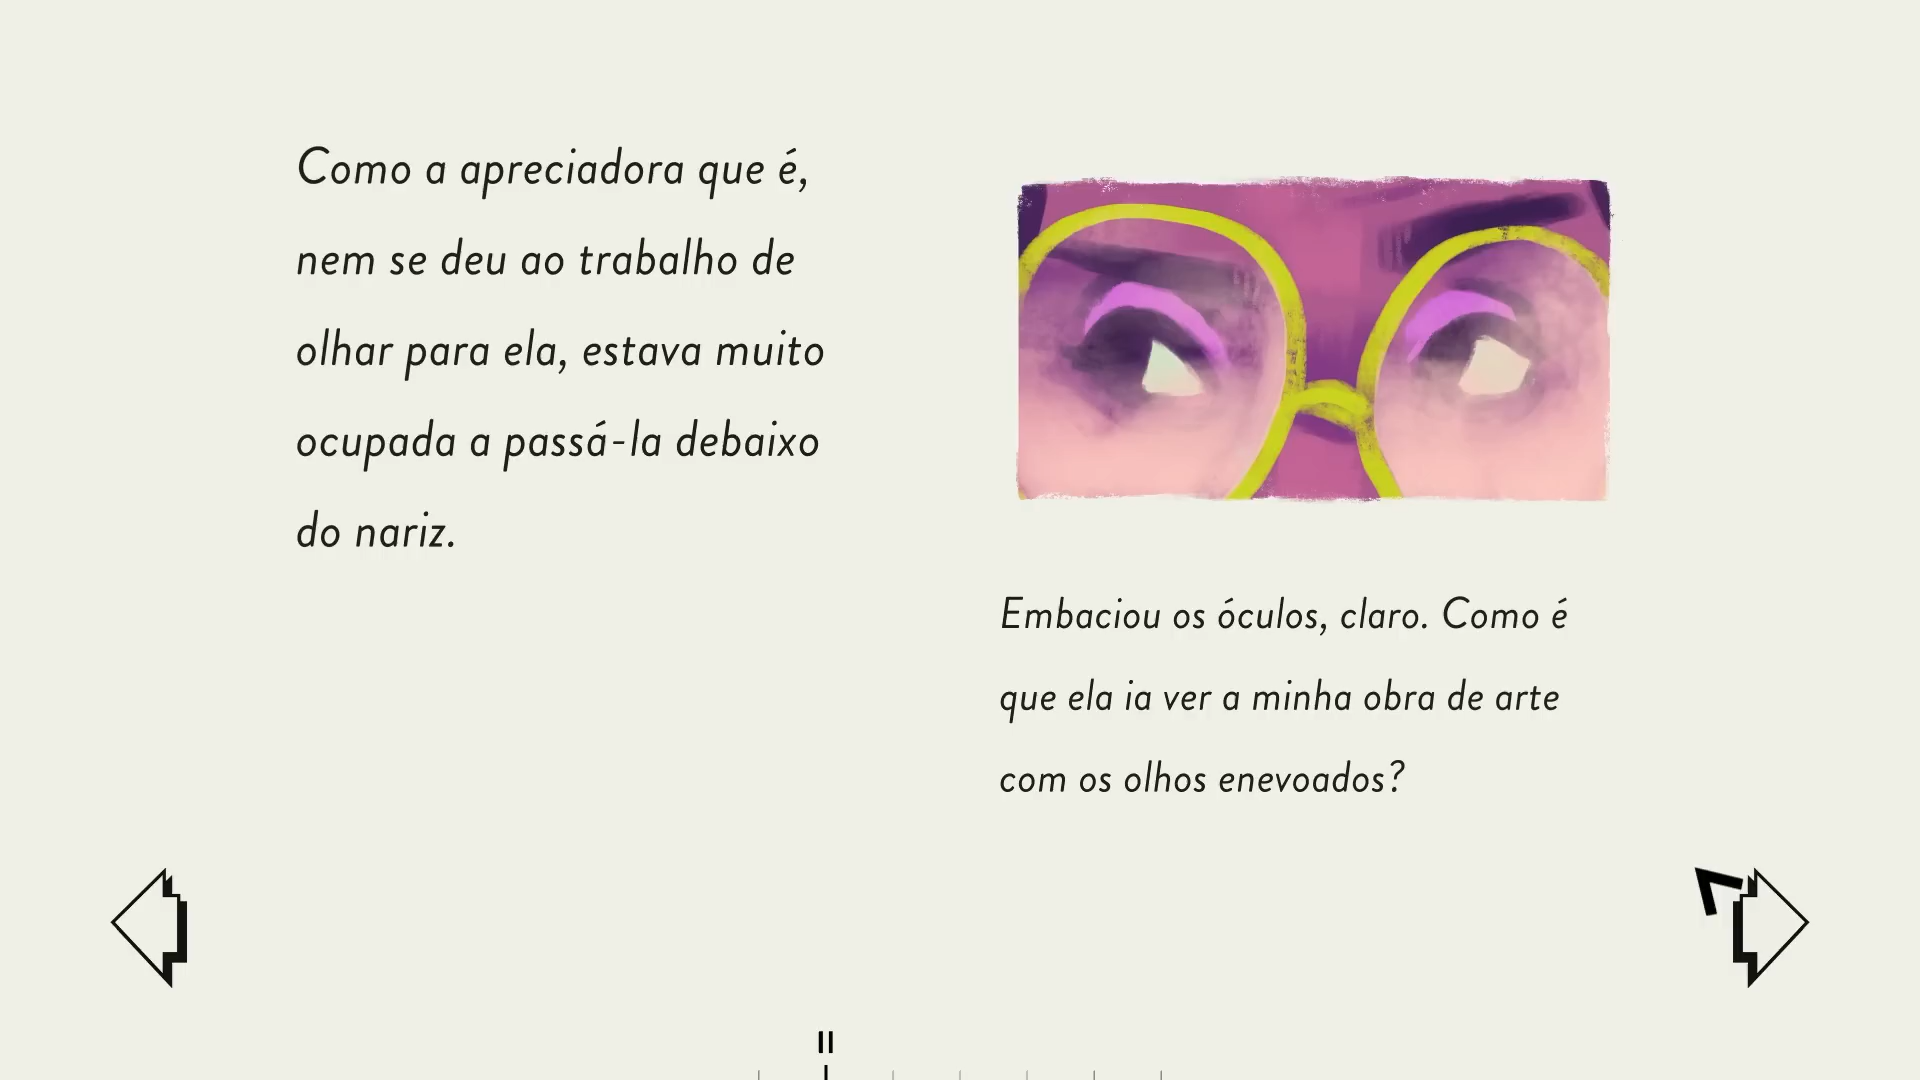 Como a apreciadora que é,
nem se deu ao trabalho de
olhar para ela, estava muito
ocupada a passá-la debaixo
do nariz.
Embaciou os óculos, claro. Como é
que ela ia ver a minha obra de arte
com os olhos enevoados?
II